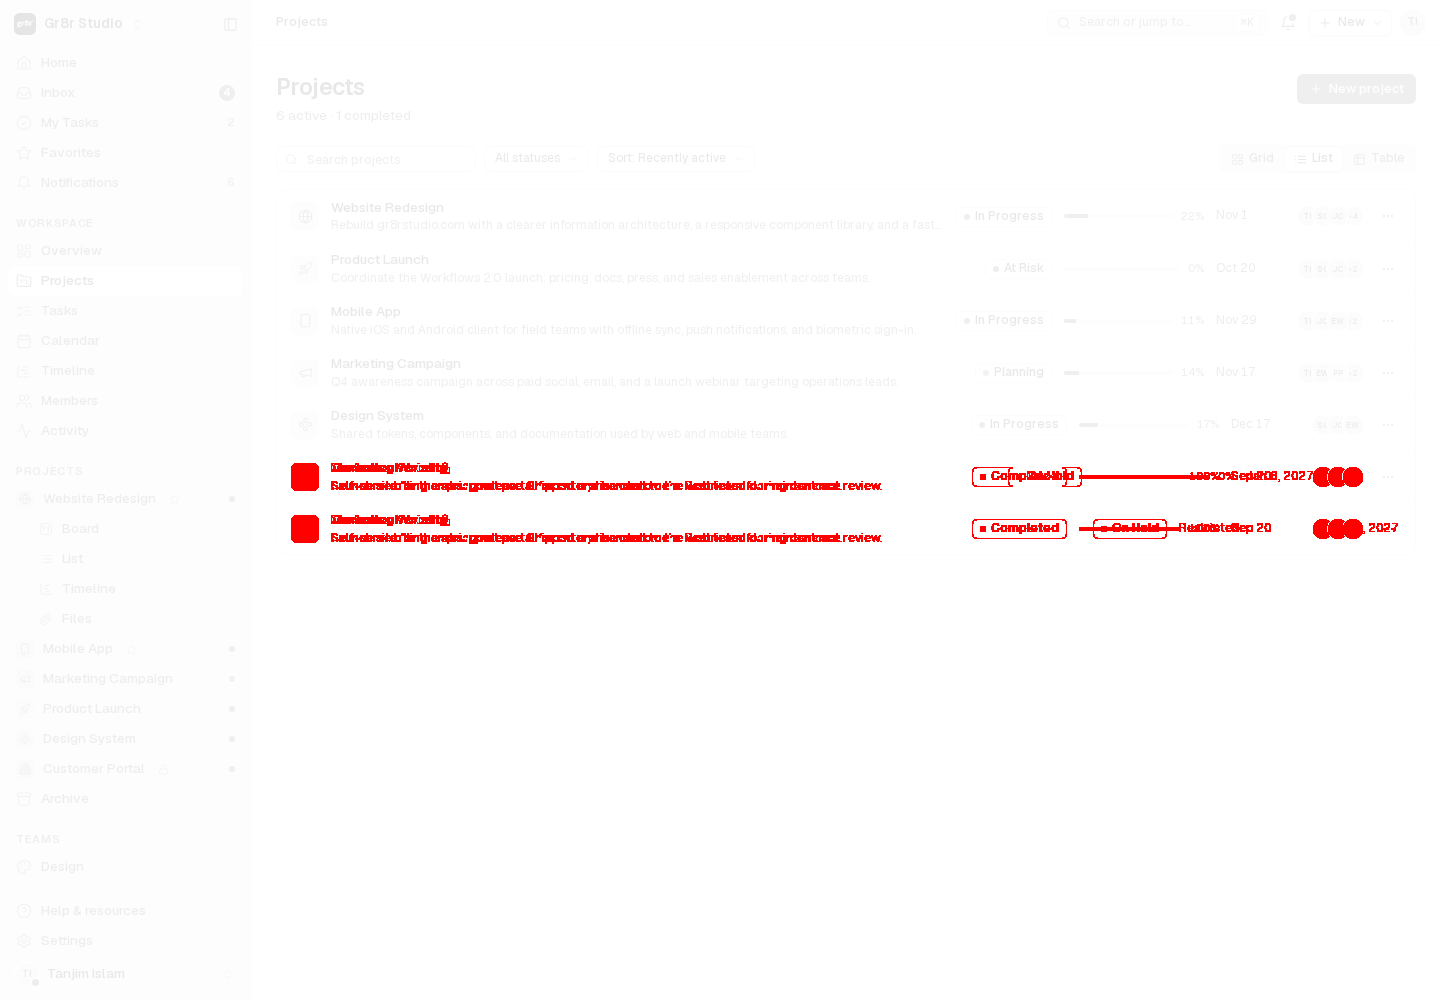 Gr8r Studio
Projects
Search or jump to...
⌘K
New
TI
Home
Inbox
4
My Tasks
2
Favorites
Notifications
6
WORKSPACE
Overview
Projects
Tasks
Calendar
Timeline
Members
Activity
PROJECTS
Website Redesign
Board
List
Timeline
Files
Mobile App
Marketing Campaign
Product Launch
Design System
Customer Portal
Archive
TEAMS
Design
Help & resources
Settings
TI
Tanjim Islam
Projects
6 active · 1 completed
New project
Search projects
All statuses
Sort: Recently active
Grid
List
Table
Website Redesign
In Progress
22%
Nov 1
Rebuild gr8rstudio.com with a clearer information architecture, a responsive component library, and a fast...
Product Launch
At Risk
0%
Oct 20
Coordinate the Workflows 2.0 launch: pricing, docs, press, and sales enablement across teams.
Mobile App
In Progress
11%
Nov 29
Native iOS and Android client for field teams with offline sync, push notifications, and biometric sign-in.
Marketing Campaign
Planning
14%
Nov 17
Q4 awareness campaign across paid social, email, and a launch webinar targeting operations leads.
Design System
In Progress
17%
Dec 17
Shared tokens, components, and documentation used by web and mobile teams.
Completed
Sep 20